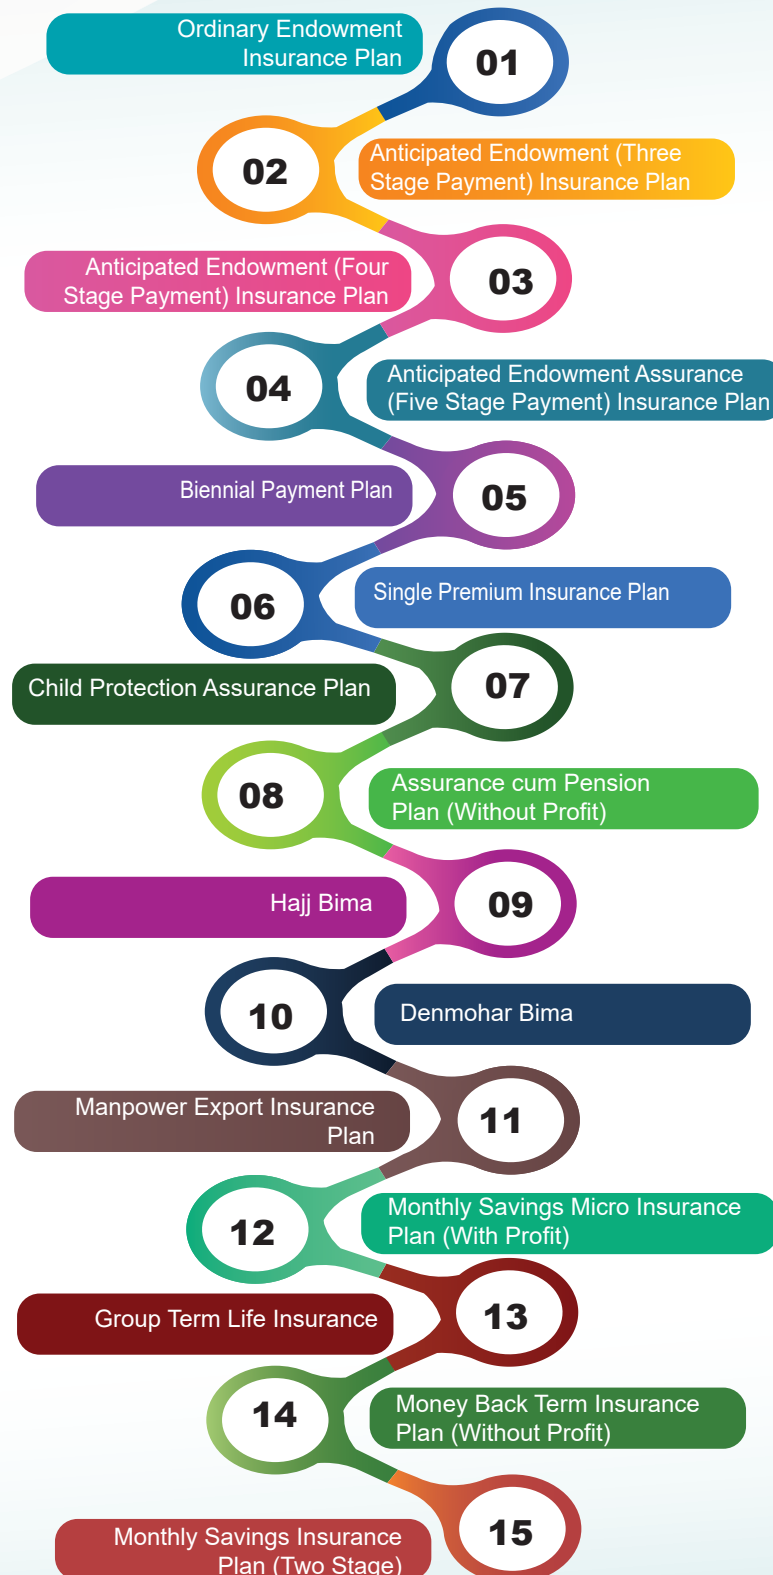 Ordinary Endowment
Insurance Plan
01
02
Anticipated Endowment (Three
Stage Payment) Insurance Plan
Anticipated Endowment (Four
Stage Payment) Insurance Plan
03
04
Anticipated Endowment Assurance
(Five Stage Payment) Insurance Plan
Biennial Payment Plan
05
06
Single Premium Insurance Plan
Child Protection Assurance Plan
07
08
Assurance cum Pension
Plan (Without Profit)
Hajj Bima
09
10
Denmohar Bima
Manpower Export Insurance
Plan
11
12
Monthly Savings Micro Insurance
Plan (With Profit)
Group Term Life Insurance
13
14
Money Back Term Insurance
Plan (Without Profit)
Monthly Savings Insurance
Plan (Two Stage)
15